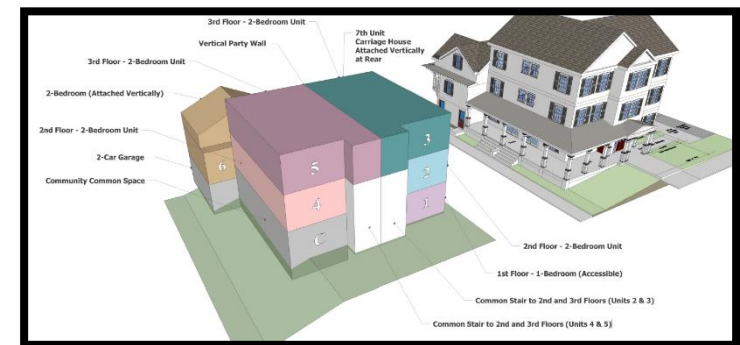 3rd Floor - 2-Bedroom Unit
7th Unit
Carriage House
Attached Vertically
at Rear
Vertical Party Wall
3rd Floor - 2-Bedroom Unit
2-Bedroom (Attached Vertically)
2nd Floor - 2-Bedroom Unit
2-Car Garage
Community Common Space
6
5
4
C
3
2
1
2nd Floor - 2-Bedroom Unit
1st Floor - 1-Bedroom (Accessible)
Common Stair to 2nd and 3rd Floors (Units 2 & 3)
Common Stair to 2nd and 3rd Floors (Units 4 & 5)